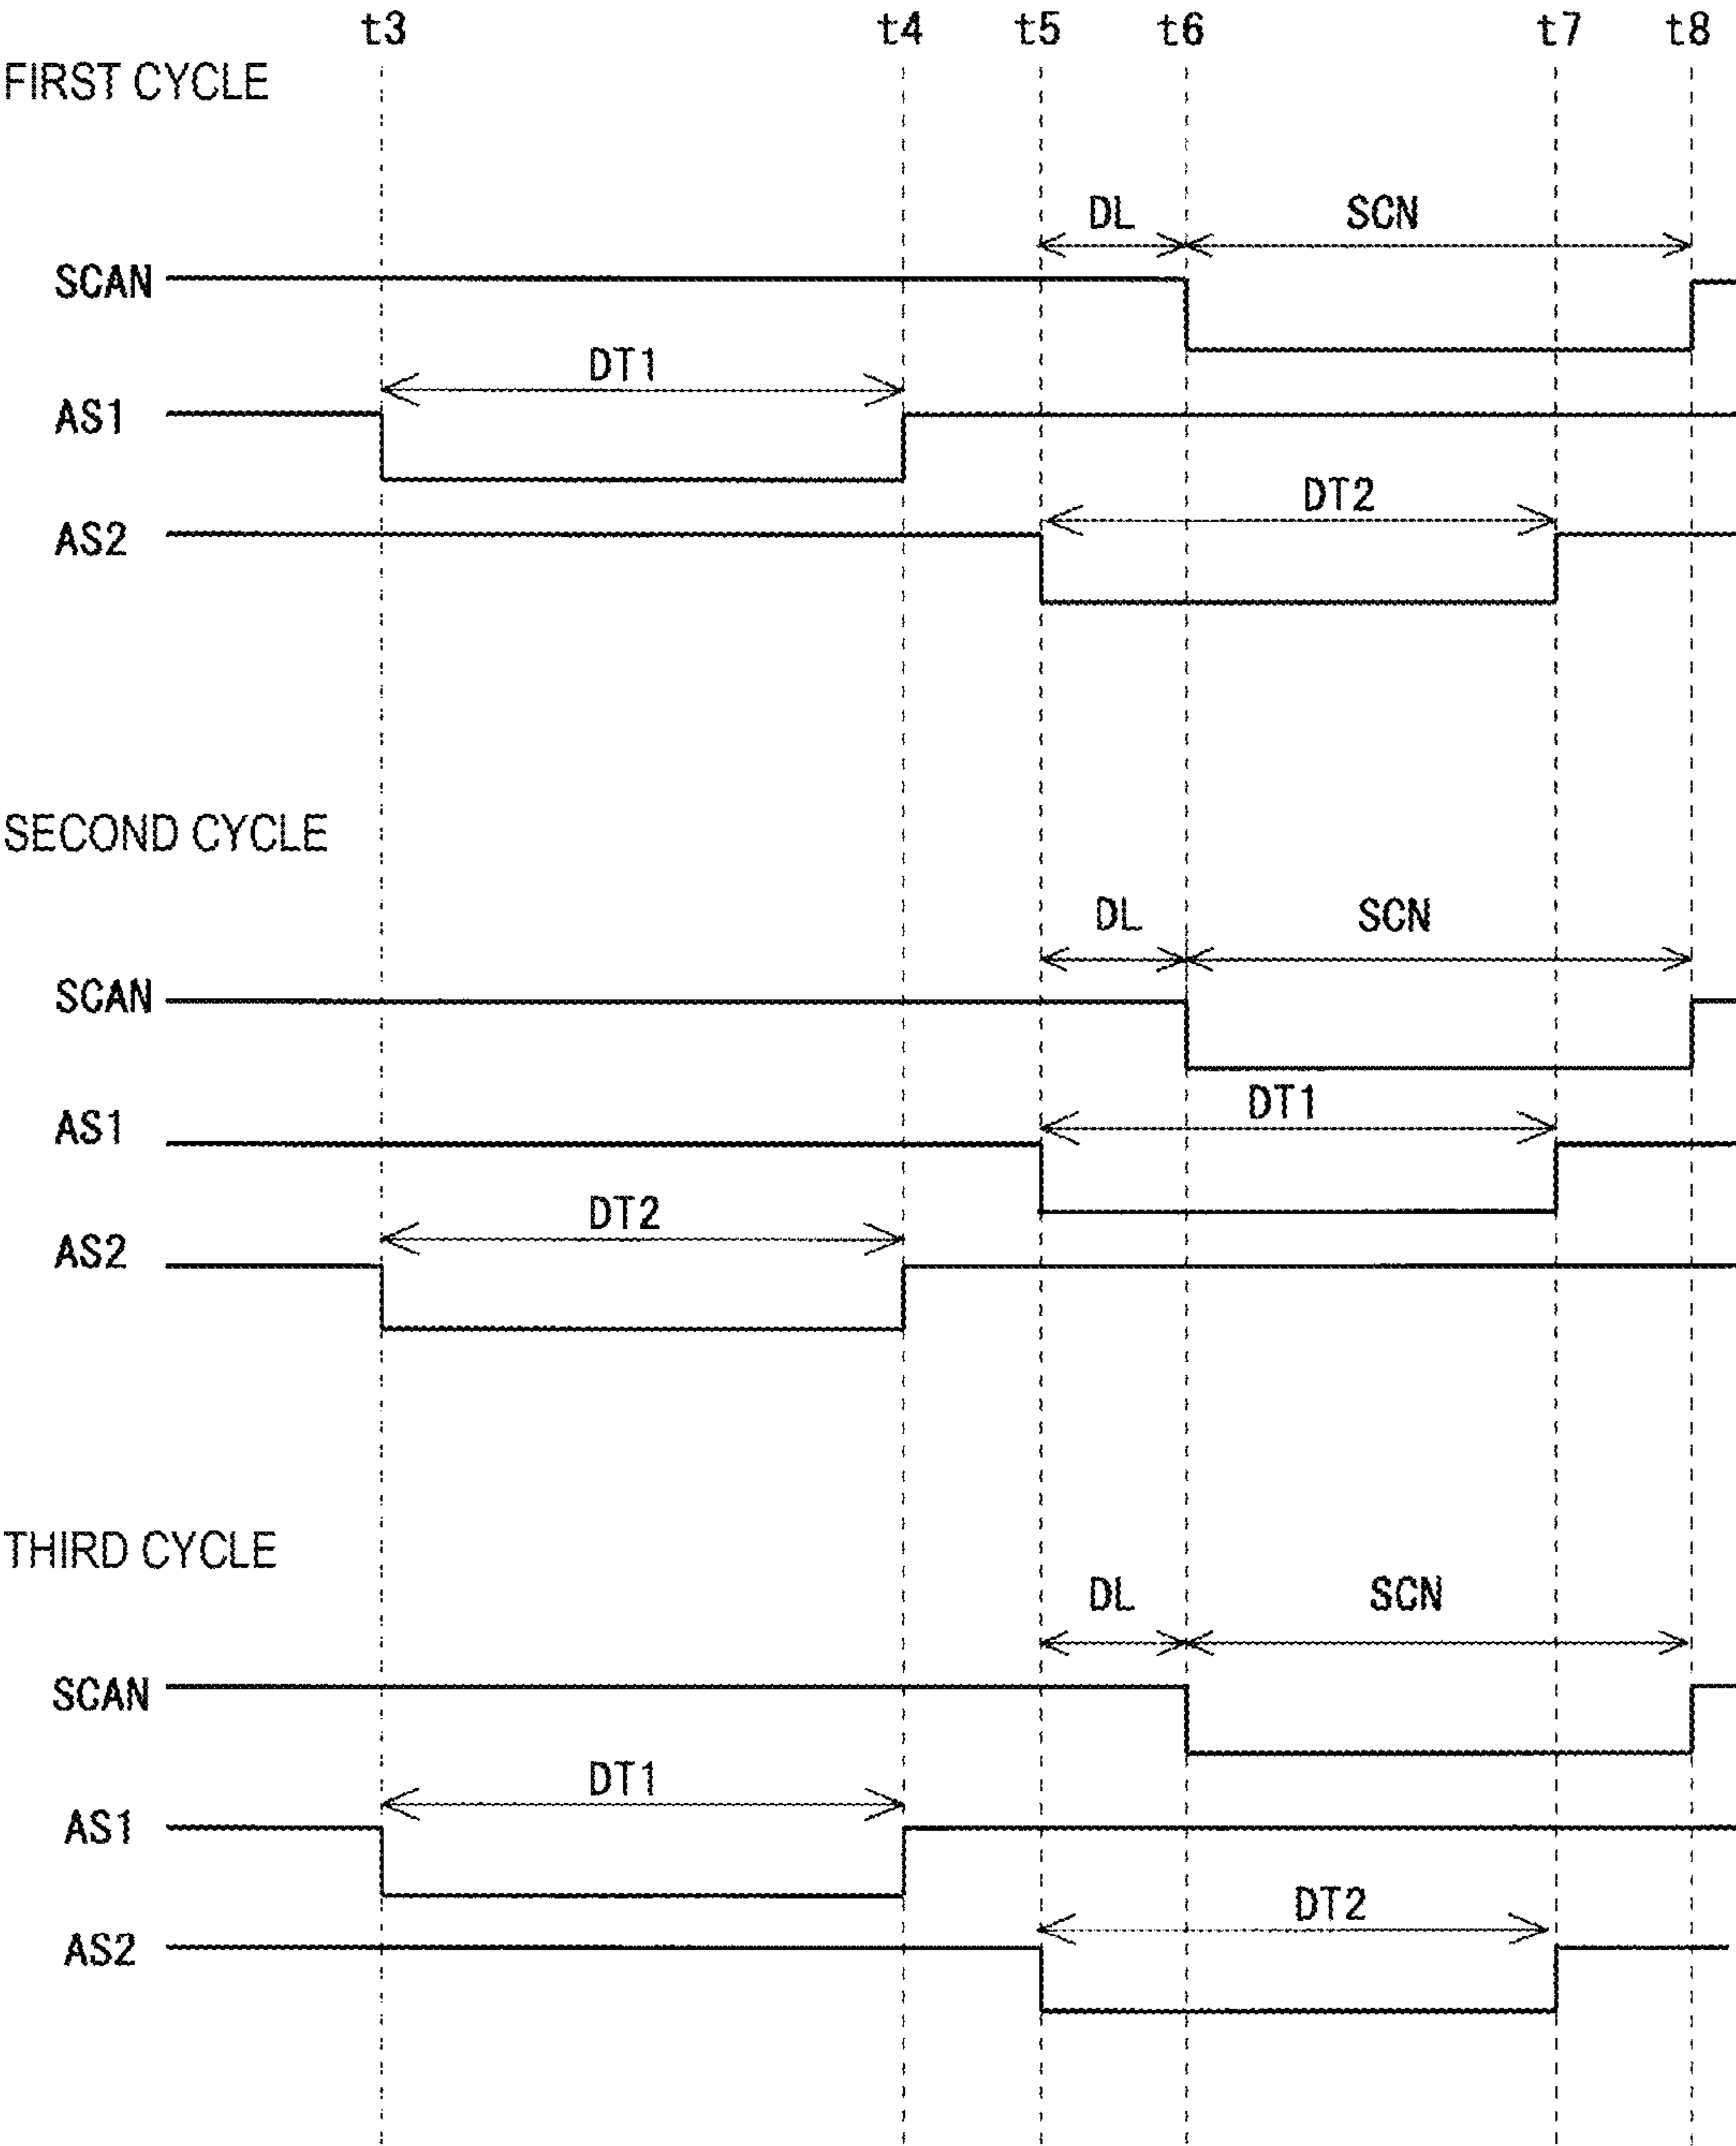 t3 t4 t5 t6 t7 t8
FIRST CYCLE
DL SCN
SCAN
DT1
AS1
DT2
AS2
SECOND CYCLE
DL SCN
SCAN
DT1
AS1
DT2
AS2
THIRD CYCLE
DL SCN
SCAN
DT1
AS1
DT2
AS2